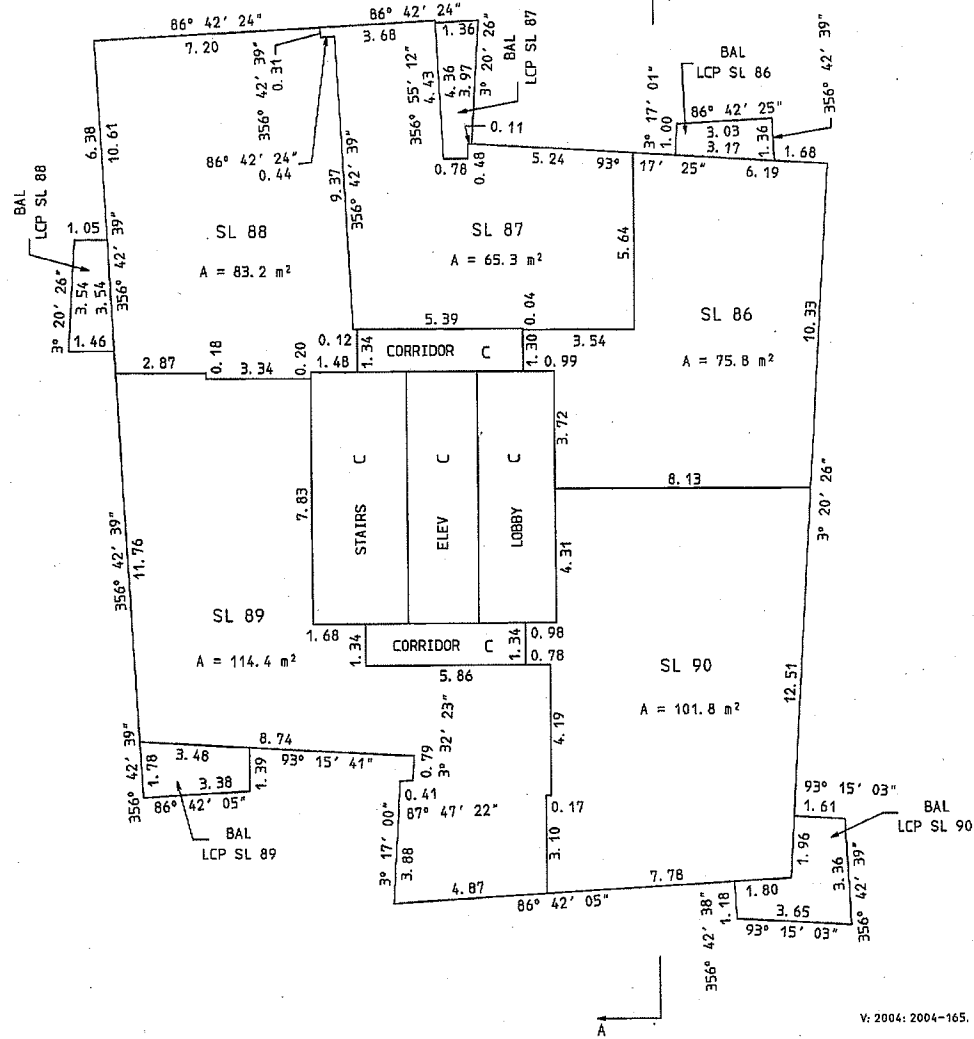 86° 42' 24"
7.20
86° 42' 24"
3.68
1.36
356° 42' 39"
0.31
86° 42' 24"
0.44
356° 55' 12"
4.43
4.36
3.97
3° 20' 26"
BAL
LCP SL 87
0.11
0.78
0.48
5.24
93° 17' 25"
3° 17' 01"
1.00
BAL
LCP SL 86
86° 42' 25"
3.03
3.17
1.36
356° 42' 39"
1.68
6.19
6.38
10.61
356° 42' 39"
BAL
LCP SL 88
1.05
3° 20' 26"
3.54
3.54
1.46
9.37
356° 42' 39"
SL 88
A = 83.2 m²
SL 87
A = 65.3 m²
5.64
SL 86
A = 75.8 m²
10.33
5.39
0.04
3.54
0.12
1.34
CORRIDOR C
1.30
0.99
1.48
0.20
2.87
0.18
3.34
3.72
8.13
3° 20' 26"
7.83
STAIRS C
ELEV C
LOBBY C
4.31
356° 42' 39"
11.76
SL 89
A = 114.4 m²
1.68
1.34
CORRIDOR C
1.34
0.98
0.78
5.86
SL 90
A = 101.8 m²
12.51
4.19
356° 42' 39"
1.78
3.48
8.74
93° 15' 41"
3.38
1.39
86° 42' 05"
BAL
LCP SL 89
0.79
3° 32' 23"
0.41
87° 47' 22"
3° 17' 00"
3.88
0.17
3.10
4.87
86° 42' 05"
7.78
93° 15' 03"
1.61
BAL
LCP SL 90
1.96
3.36
356° 42' 39"
1.80
1.18
356° 42' 38"
3.65
93° 15' 03"
A
V: 2004: 2004-165.